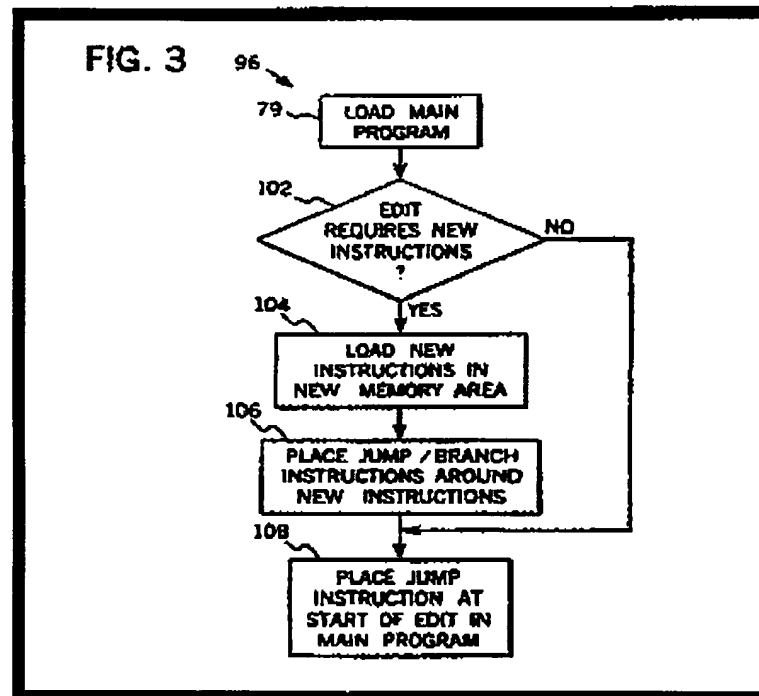 FIG. 3
96
79
LOAD MAIN
PROGRAM
102
EDIT
REQUIRES NEW
INSTRUCTIONS
?
NO
YES
104
LOAD NEW
INSTRUCTIONS IN
NEW MEMORY AREA
106
PLACE JUMP / BRANCH
INSTRUCTIONS AROUND
NEW INSTRUCTIONS
108
PLACE JUMP
INSTRUCTION AT
START OF EDIT IN
MAIN PROGRAM